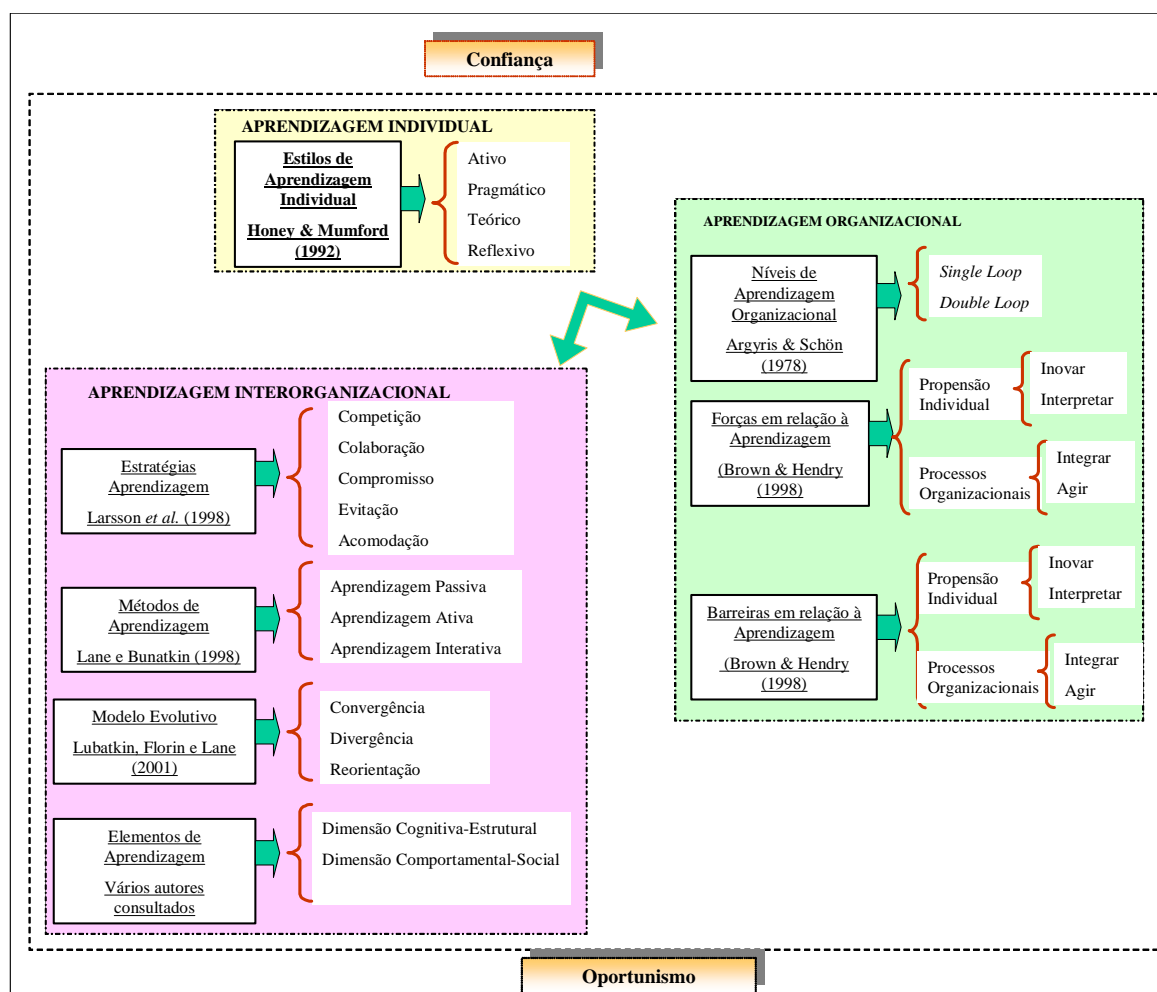 Confiança
APRENDIZAGEM INDIVIDUAL
Estilos de
Aprendizagem
Individual
Honey & Mumford
(1992)
Ativo
Pragmático
Teórico
Reflexivo
APRENDIZAGEM ORGANIZACIONAL
Níveis de
Aprendizagem
Organizacional
Argyris & Schön
(1978)
Single Loop
Double Loop
Forças em relação à
Aprendizagem
(Brown & Hendry
(1998)
Propensão
Individual
Inovar
Interpretar
Processos
Organizacionais
Integrar
Agir
Barreiras em relação à
Aprendizagem
(Brown & Hendry
(1998)
Propensão
Individual
Inovar
Interpretar
Processos
Organizacionais
Integrar
Agir
APRENDIZAGEM INTERORGANIZACIONAL
Estratégias
Aprendizagem
Larsson et al. (1998)
Competição
Colaboração
Compromisso
Evitação
Acomodação
Métodos de
Aprendizagem
Lane e Bunatkin (1998)
Aprendizagem Passiva
Aprendizagem Ativa
Aprendizagem Interativa
Modelo Evolutivo
Lubatkin, Florin e Lane
(2001)
Convergência
Divergência
Reorientação
Elementos de
Aprendizagem
Vários autores
consultados
Dimensão Cognitiva-Estrutural
Dimensão Comportamental-Social
Oportunismo